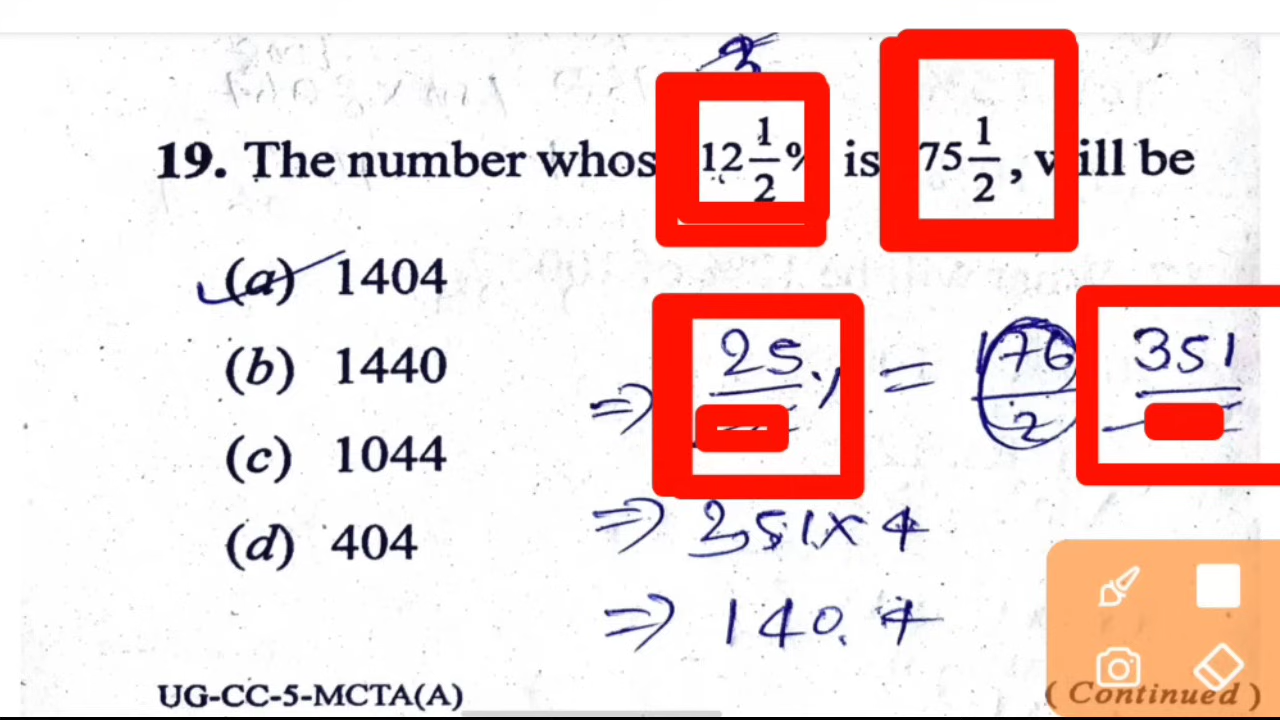 19. The number whos 12 1/2 % is 75 1/2, will be
(a) 1404
(b) 1440
(c) 1044
(d) 404
⇒ 25 % = 176/2 351
⇒ 351 x 4
⇒ 140.4
UG-CC-5-MCTA(A)
( Continued )